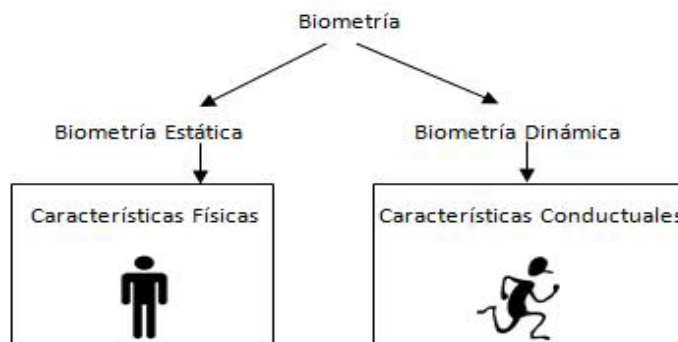 Biometría
Biometría Estática
Biometría Dinámica
Características Físicas
Características Conductuales